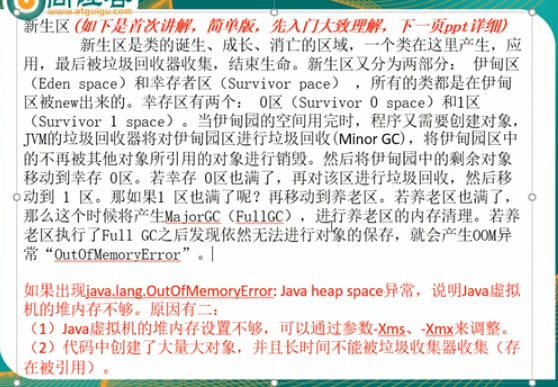 www.atguigu.com
新生区(如下是首次讲解，简单版，先入门大致理解，下一页ppt详细)
新生区是类的诞生、成长、消亡的区域，一个类在这里产生，应
用，最后被垃圾回收器收集，结束生命。新生区又分为两部分： 伊甸区
（Eden space）和幸存者区（Survivor pace） ，所有的类都是在伊甸
区被new出来的。幸存区有两个： 0区（Survivor 0 space）和1区
（Survivor 1 space）。当伊甸园的空间用完时，程序又需要创建对象，
JVM的垃圾回收器将对伊甸园区进行垃圾回收(Minor GC)，将伊甸园区中
的不再被其他对象所引用的对象进行销毁。然后将伊甸园中的剩余对象
移动到幸存 0区。若幸存 0区也满了，再对该区进行垃圾回收，然后移
动到 1 区。那如果1 区也满了呢？再移动到养老区。若养老区也满了，
那么这个时候将产生MajorGC（FullGC），进行养老区的内存清理。若养
老区执行了Full GC之后发现依然无法进行对象的保存，就会产生OOM异
常“OutOfMemoryError”。
如果出现java.lang.OutOfMemoryError: Java heap space异常，说明Java虚拟
机的堆内存不够。原因有二：
（1）Java虚拟机的堆内存设置不够，可以通过参数-Xms、-Xmx来调整。
（2）代码中创建了大量大对象，并且长时间不能被垃圾收集器收集（存
在被引用）。